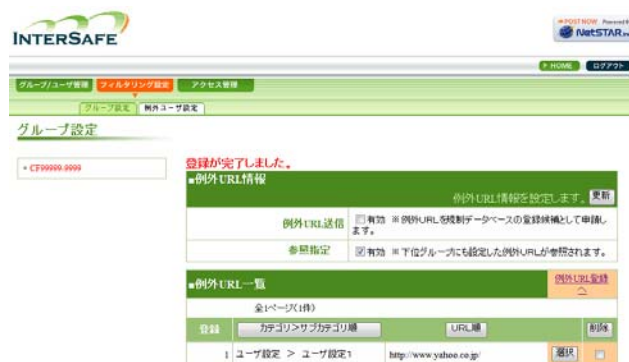 INTERSAFE
POST NOW Powered
NetSTAR
HOME ログアウト
グループ/ユーザ管理 フィルタリング設定 アクセス管理
グループ設定 例外ユーザ設定
グループ設定
CF99999-9999
登録が完了しました。
■例外URL情報
例外URL情報を設定します。 更新
例外URL送信 有効 ※例外URLを規制データベースの登録候補として申請し
ます。
参照指定 有効 ※下位グループにも設定した例外URLが参照されます。
■例外URL一覧 例外URL登録
へ
全1ページ(1件)
登録 カテゴリ>サブカテゴリ順 URL順 削除
1 ユーザ設定 > ユーザ設定1 http://www.yahoo.co.jp/ 選択